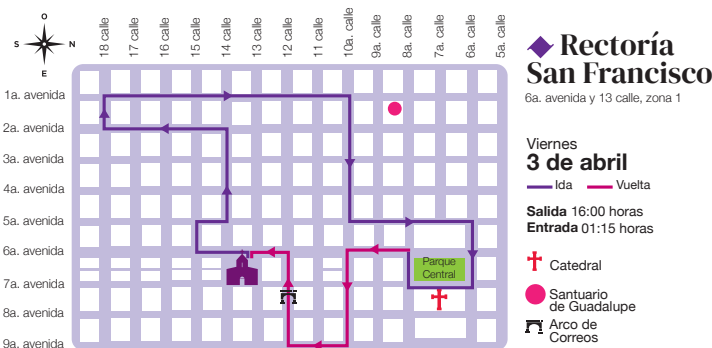 O
S
N
E
18 calle
17 calle
16 calle
15 calle
14 calle
13 calle
12 calle
11 calle
10a. calle
9a. calle
8a. calle
7a. calle
6a. calle
5a. calle
1a. avenida
2a. avenida
3a. avenida
4a. avenida
5a. avenida
6a. avenida
7a. avenida
8a. avenida
9a. avenida
Parque
Central
Rectoría
San Francisco
6a. avenida y 13 calle, zona 1
Viernes
3 de abril
Ida Vuelta
Salida 16:00 horas
Entrada 01:15 horas
Catedral
Santuario
de Guadalupe
Arco de
Correos